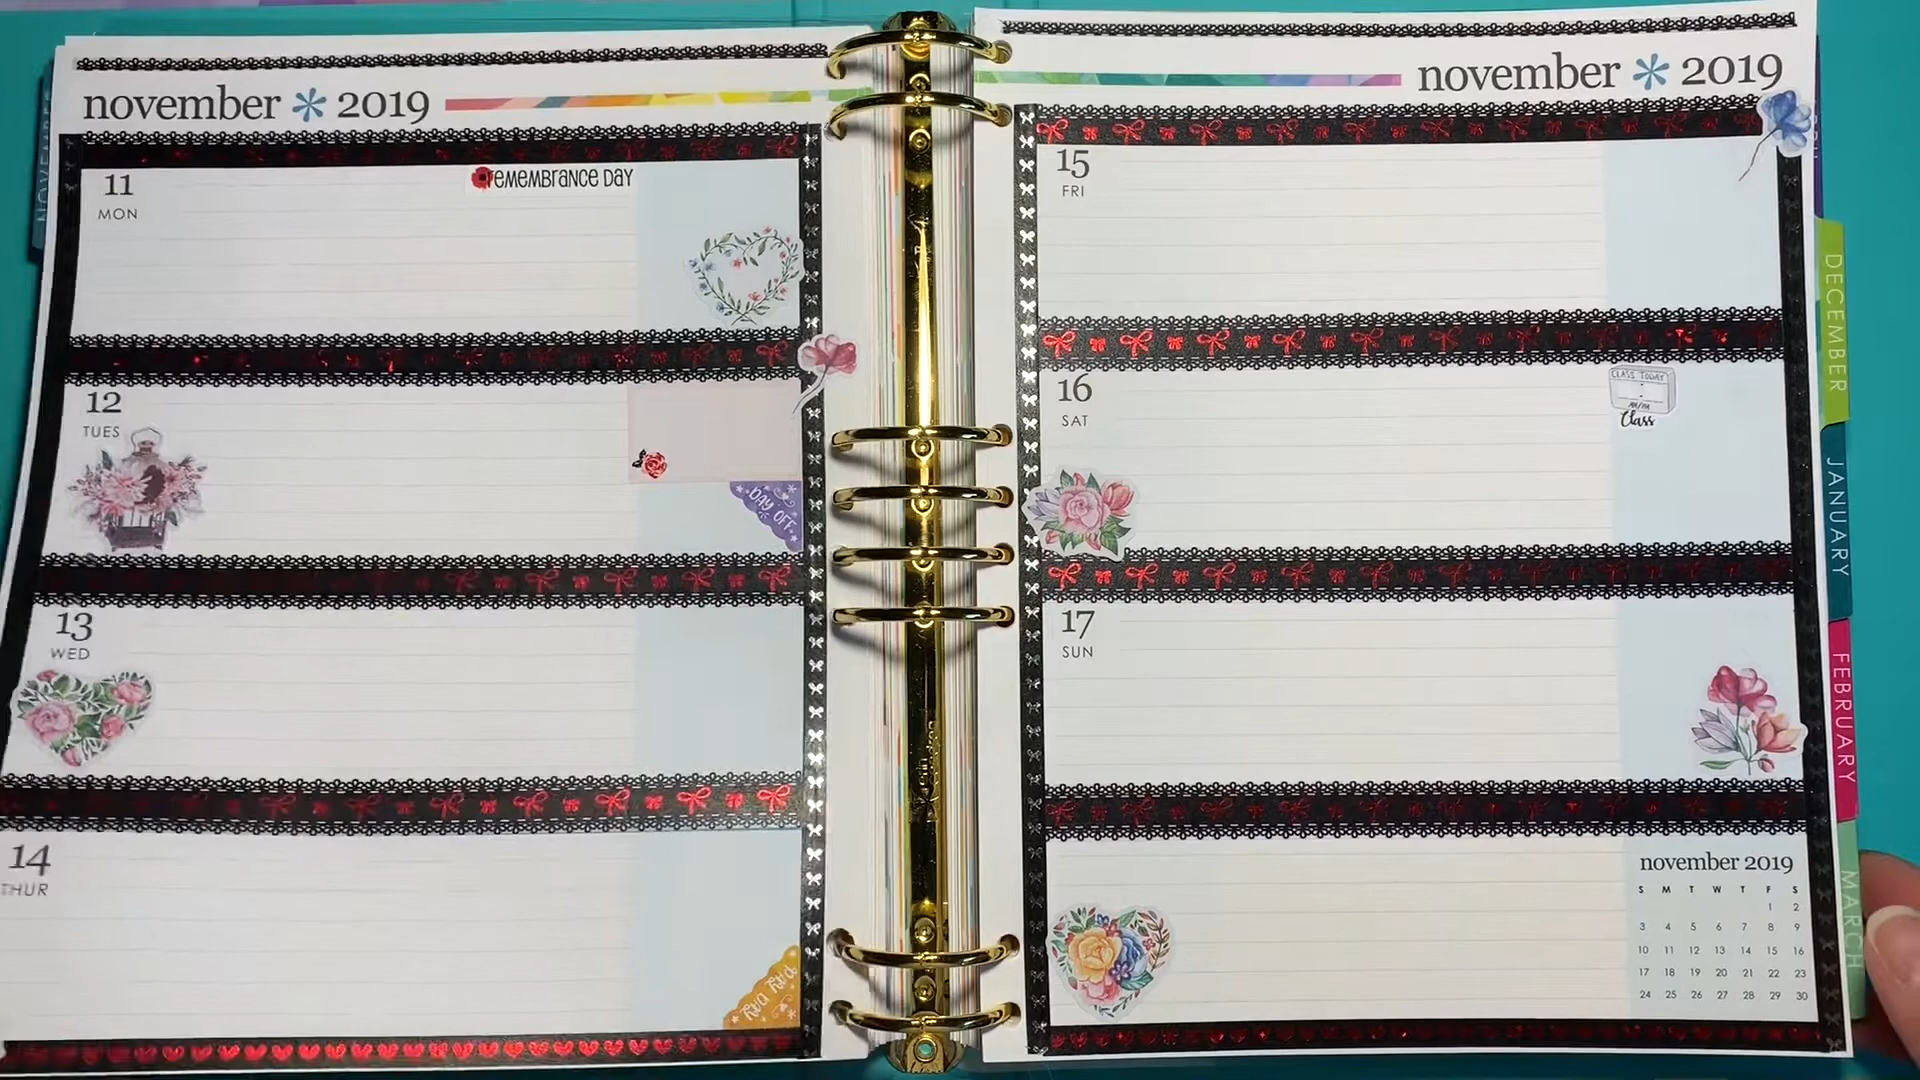 november * 2019
11
MON
REMEMBRANCE DAY
12
TUES
DAY OFF
13
WED
14
THUR
november * 2019
15
FRI
16
SAT
CLASS TODAY
AM/PM
Class
17
SUN
november 2019
S M T W T F S
1 2
3 4 5 6 7 8 9
10 11 12 13 14 15 16
17 18 19 20 21 22 23
24 25 26 27 28 29 30
DECEMBER
JANUARY
FEBRUARY
MARCH
NOVEMBER